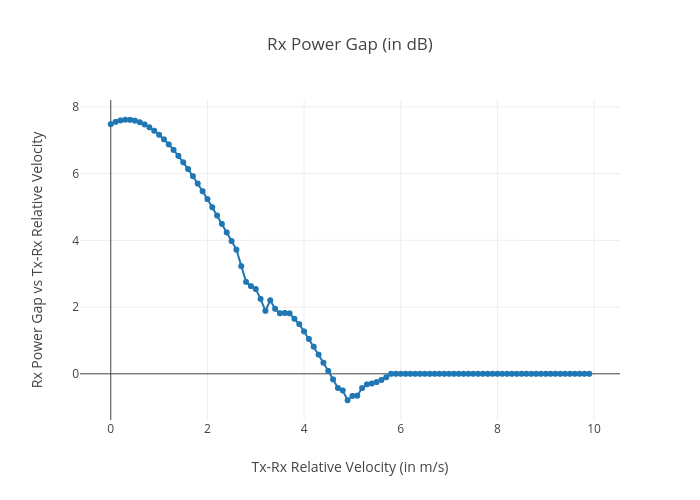 Rx Power Gap (in dB)
Rx Power Gap vs Tx-Rx Relative Velocity
8
6
4
2
0
0 2 4 6 8 10
Tx-Rx Relative Velocity (in m/s)